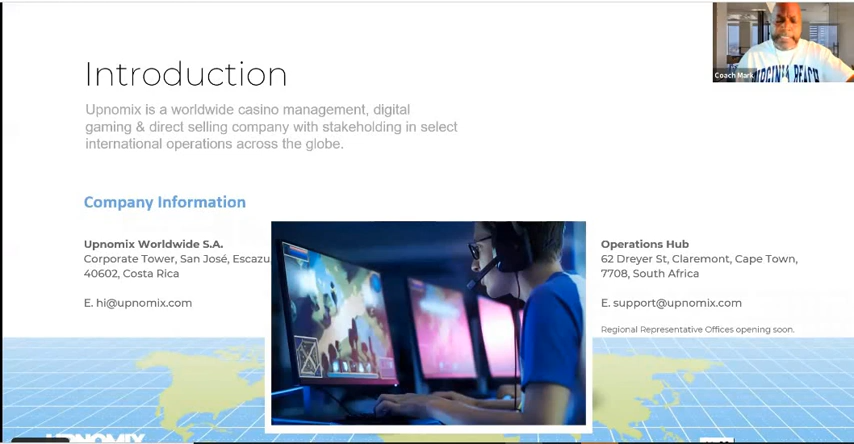 Introduction
Upnomix is a worldwide casino management, digital
gaming & direct selling company with stakeholding in select
international operations across the globe.
Company Information
Upnomix Worldwide S.A.
Corporate Tower, San José, Escazu
40602, Costa Rica
E. hi@upnomix.com
Operations Hub
62 Dreyer St, Claremont, Cape Town,
7708, South Africa
E. support@upnomix.com
Regional Representative Offices opening soon.
Coach Mark
BEACH
UPNOMIX